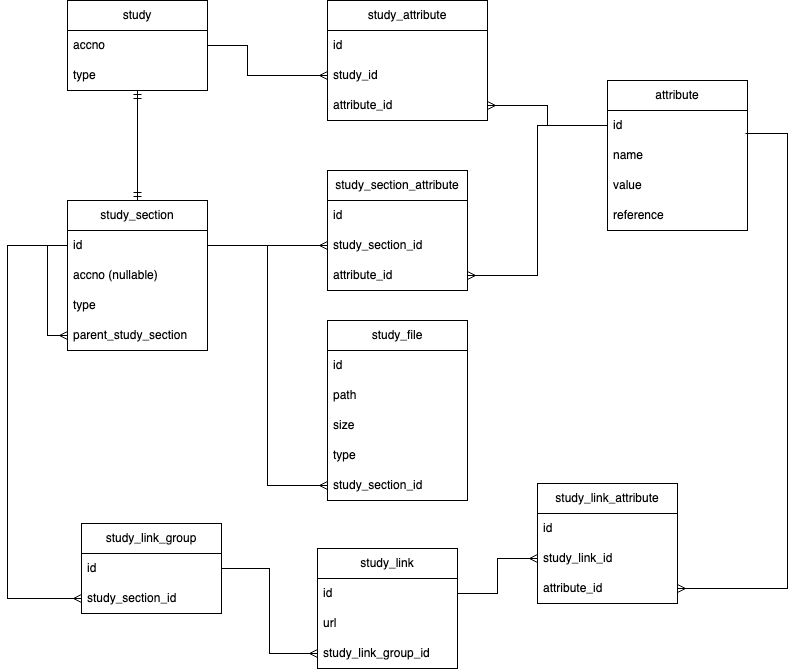 study
accno
type
study_attribute
id
study_id
attribute_id
attribute
id
name
value
reference
study_section
id
accno (nullable)
type
parent_study_section
study_section_attribute
id
study_section_id
attribute_id
study_file
id
path
size
type
study_section_id
study_link_group
id
study_section_id
study_link
id
url
study_link_group_id
study_link_attribute
id
study_link_id
attribute_id